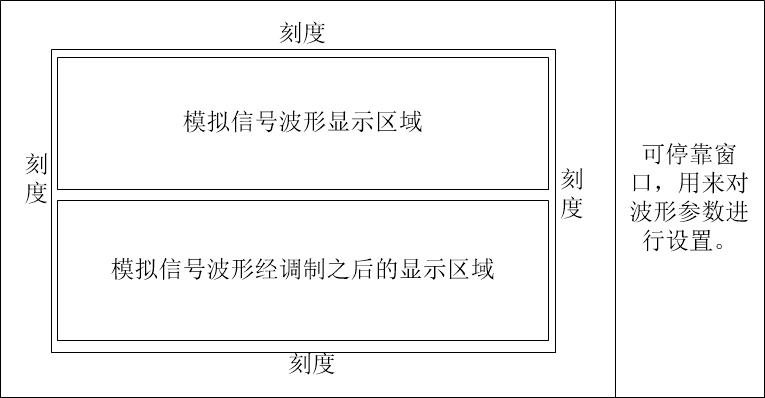 刻度
模拟信号波形显示区域
刻
度
刻
度
模拟信号波形经调制之后的显示区域
刻度
可停靠窗
口，用来对
波形参数进
行设置。